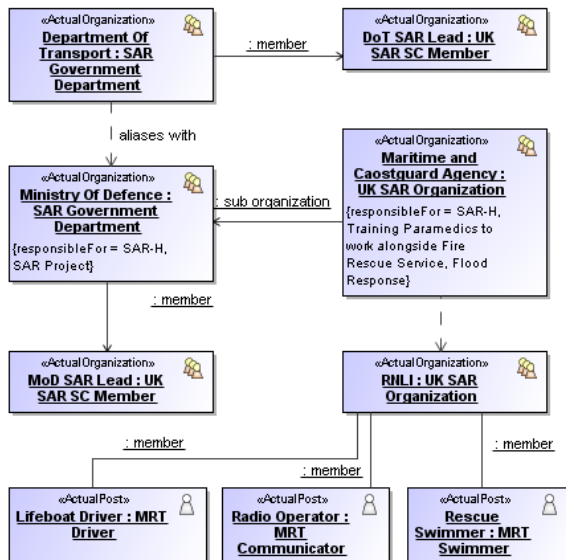 «ActualOrganization»
Department Of
Transport : SAR
Government
Department
: member
«ActualOrganization»
DoT SAR Lead : UK
SAR SC Member
aliases with
«ActualOrganization»
Ministry Of Defence :
SAR Government
Department
{responsibleFor = SAR-H,
SAR Project}
: sub organization
«ActualOrganization»
Maritime and
Caostguard Agency :
UK SAR Organization
{responsibleFor = SAR-H,
Training Paramedics to
work alongside Fire
Rescue Service, Flood
Response}
: member
«ActualOrganization»
MoD SAR Lead : UK
SAR SC Member
«ActualOrganization»
RNLI : UK SAR
Organization
: member
: member
: member
«ActualPost»
Lifeboat Driver : MRT
Driver
«ActualPost»
Radio Operator :
MRT
Communicator
«ActualPost»
Rescue
Swimmer : MRT
Swimmer